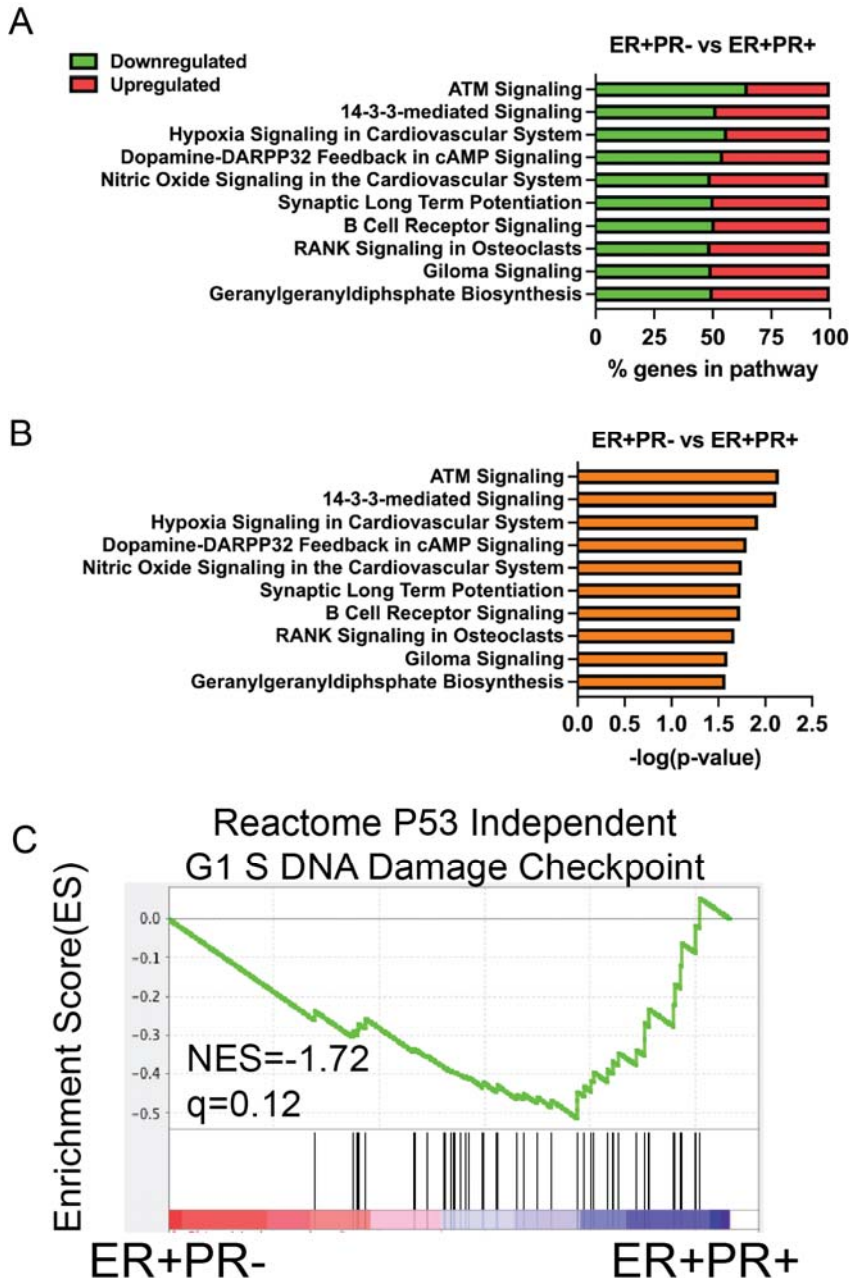 A
Downregulated
Upregulated
ER+PR- vs ER+PR+
ATM Signaling
14-3-3-mediated Signaling
Hypoxia Signaling in Cardiovascular System
Dopamine-DARPP32 Feedback in cAMP Signaling
Nitric Oxide Signaling in the Cardiovascular System
Synaptic Long Term Potentiation
B Cell Receptor Signaling
RANK Signaling in Osteoclasts
Giloma Signaling
Geranylgeranyldiphsphate Biosynthesis
0 25 50 75 100
% genes in pathway
B
ER+PR- vs ER+PR+
ATM Signaling
14-3-3-mediated Signaling
Hypoxia Signaling in Cardiovascular System
Dopamine-DARPP32 Feedback in cAMP Signaling
Nitric Oxide Signaling in the Cardiovascular System
Synaptic Long Term Potentiation
B Cell Receptor Signaling
RANK Signaling in Osteoclasts
Giloma Signaling
Geranylgeranyldiphsphate Biosynthesis
0.0 0.5 1.0 1.5 2.0 2.5
-log(p-value)
C
Reactome P53 Independent
G1 S DNA Damage Checkpoint
Enrichment Score(ES)
0.0
-0.1
-0.2
-0.3
-0.4
-0.5
NES=-1.72
q=0.12
ER+PR- ER+PR+